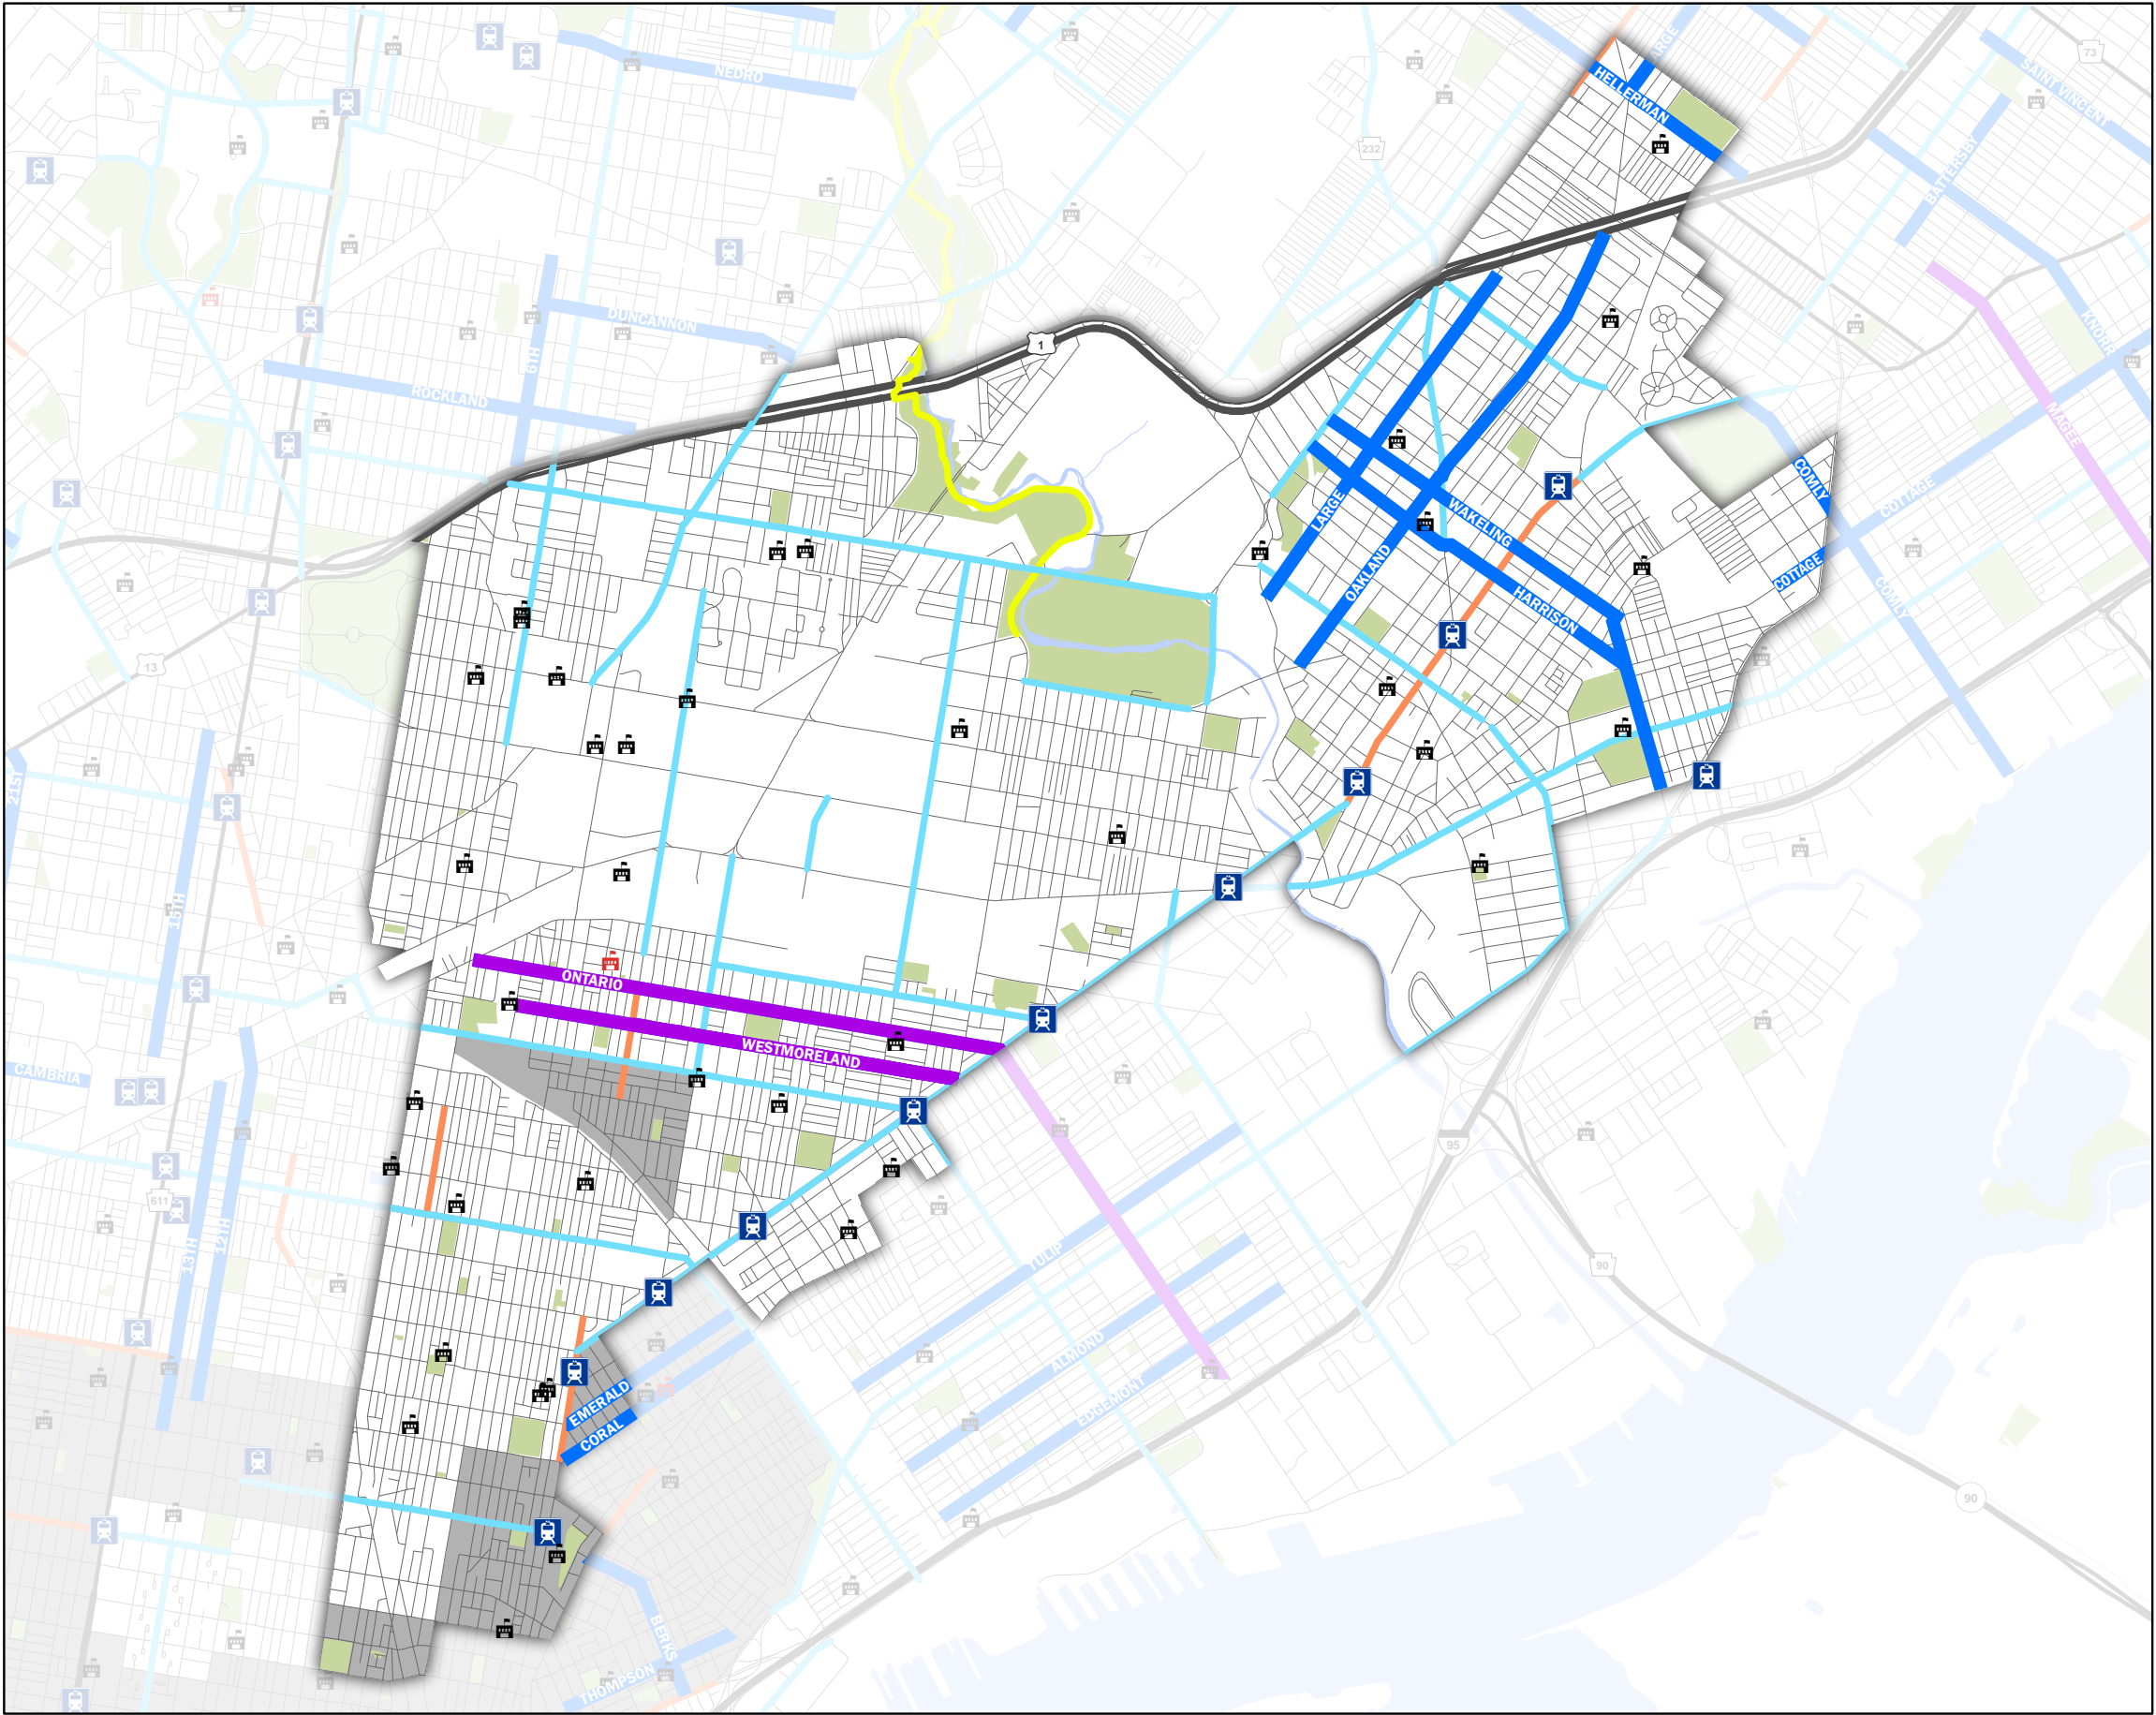 NEDRO
LARGE
HELLERMAN
73
SAINT VINCENT
232
BATTERSBY
6TH
DUNCANNON
1
KNORR
ROCKLAND
MAGEE
COMLY
COTTAGE
LARGE
WAKELING
OAKLAND
HARRISON
COTTAGE
COMLY
13
21ST
15TH
ONTARIO
WESTMORELAND
CAMBRIA
95
611
13TH
12TH
TULIP
90
ALMOND
EDGEMONT
EMERALD
CORAL
90
BERKS
THOMPSON